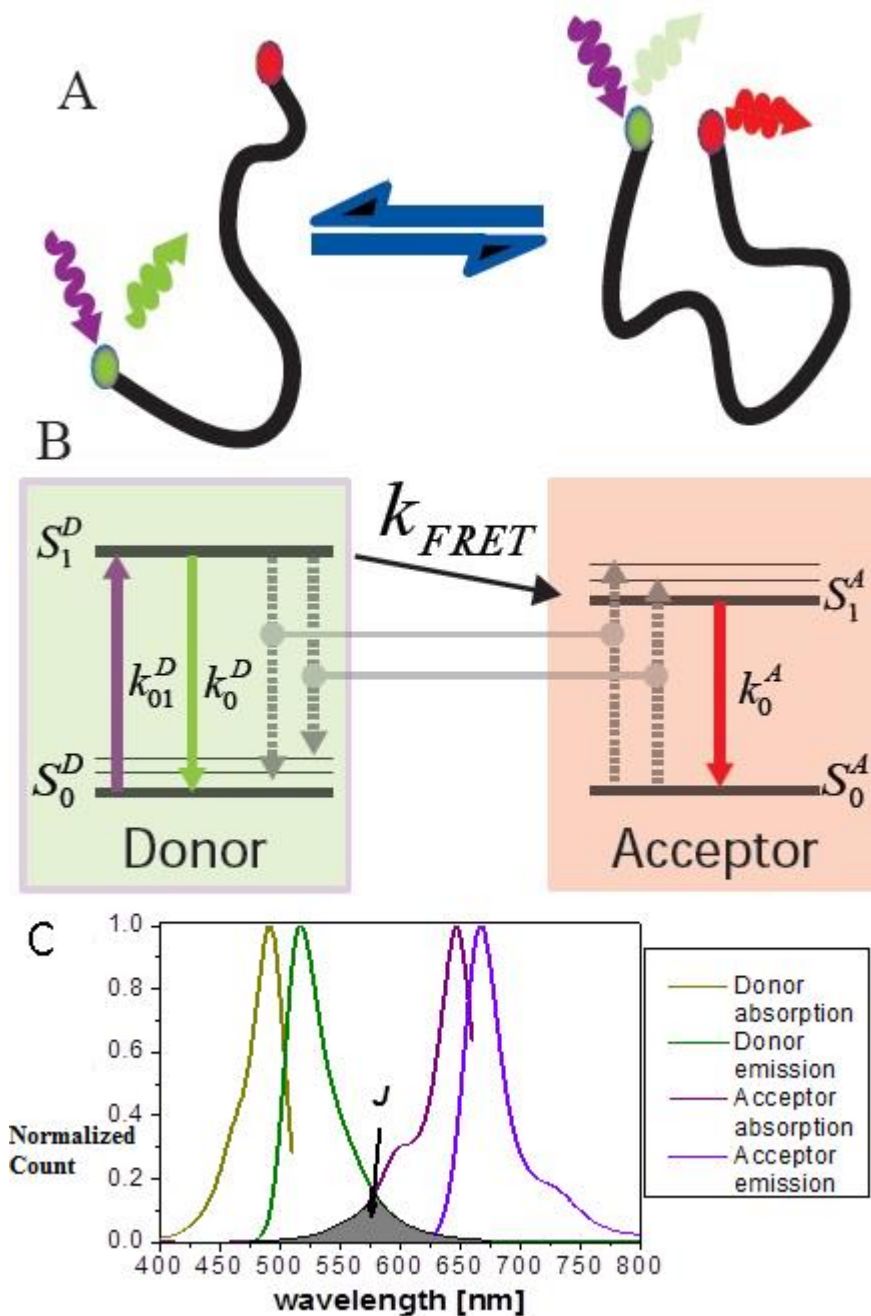 A
B
k_FRET
S_1^D
S_1^A
k_01^D
k_0^D
k_0^A
S_0^D
S_0^A
Donor
Acceptor
C
1.0
0.8
0.6
0.4
0.2
0.0
Normalized
Count
J
400 450 500 550 600 650 700 750 800
wavelength [nm]
Donor
absorption
Donor
emission
Acceptor
absorption
Acceptor
emission